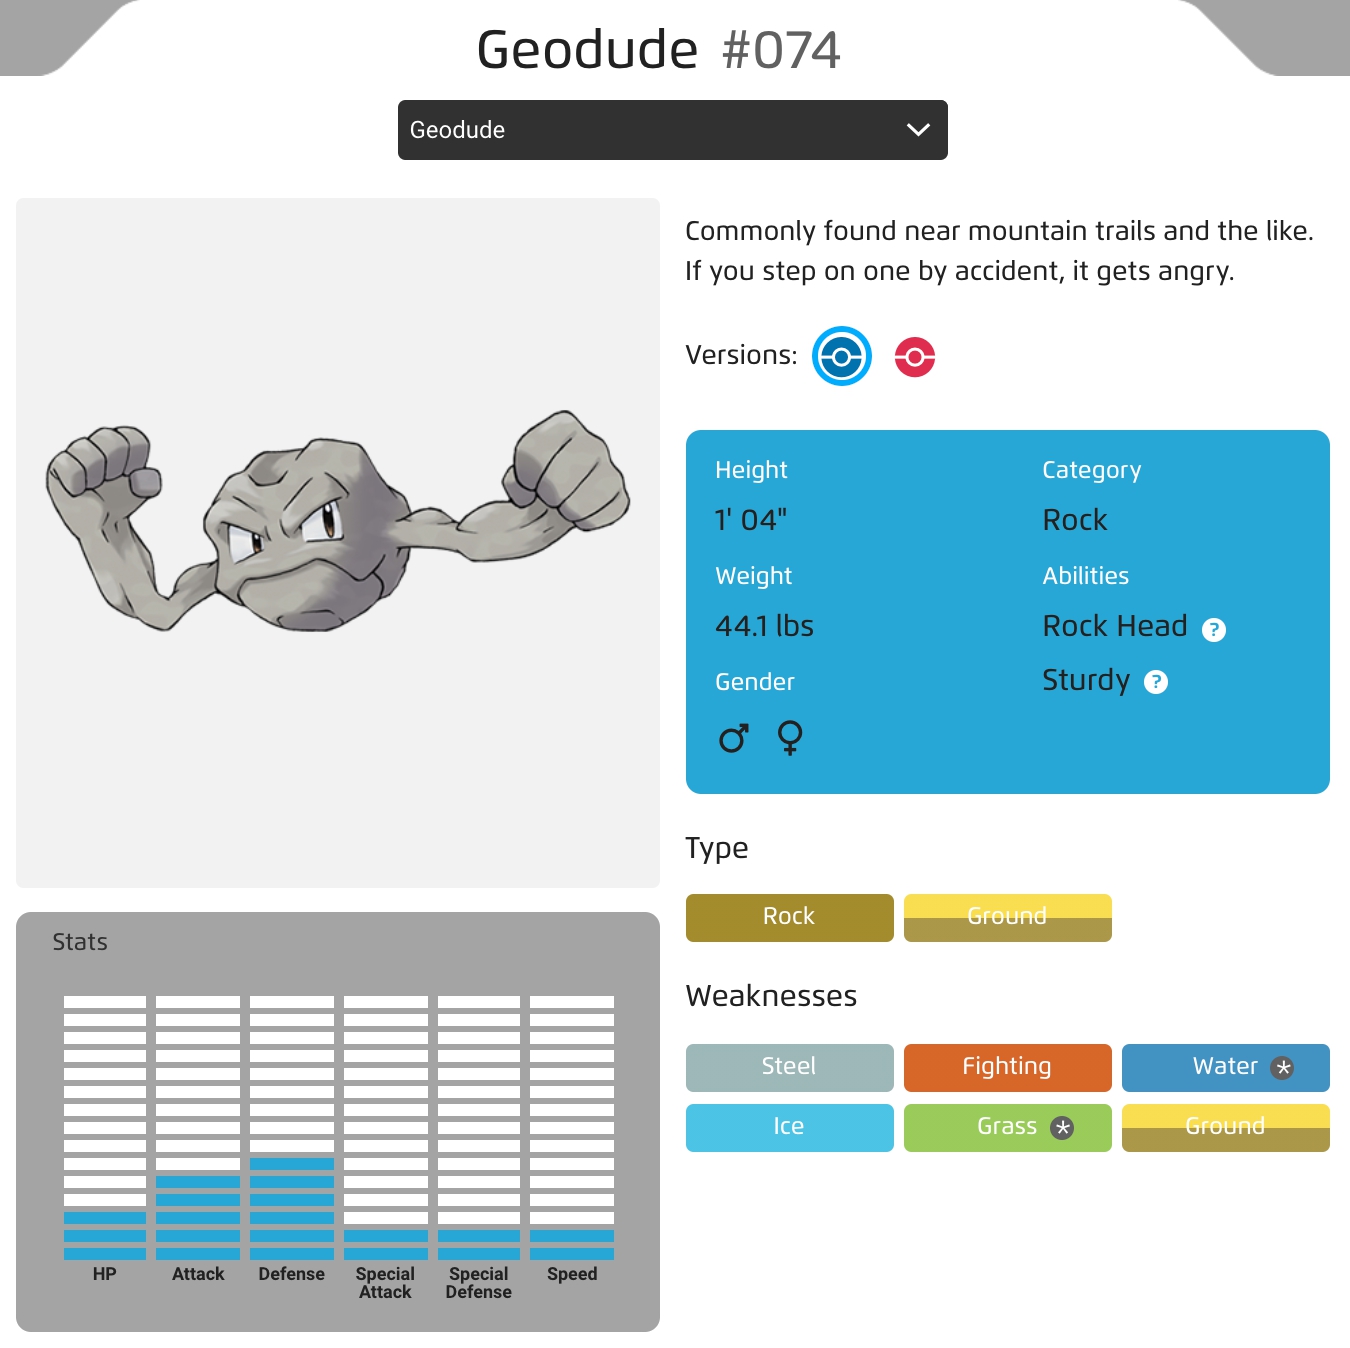 Geodude #074
Geodude
Commonly found near mountain trails and the like.
If you step on one by accident, it gets angry.
Versions:
Height
1' 04"
Weight
44.1 lbs
Gender
Category
Rock
Abilities
Rock Head ?
Sturdy ?
Type
Rock
Ground
Weaknesses
Steel
Fighting
Water *
Ice
Grass *
Ground
Stats
HP
Attack
Defense
Special
Attack
Special
Defense
Speed